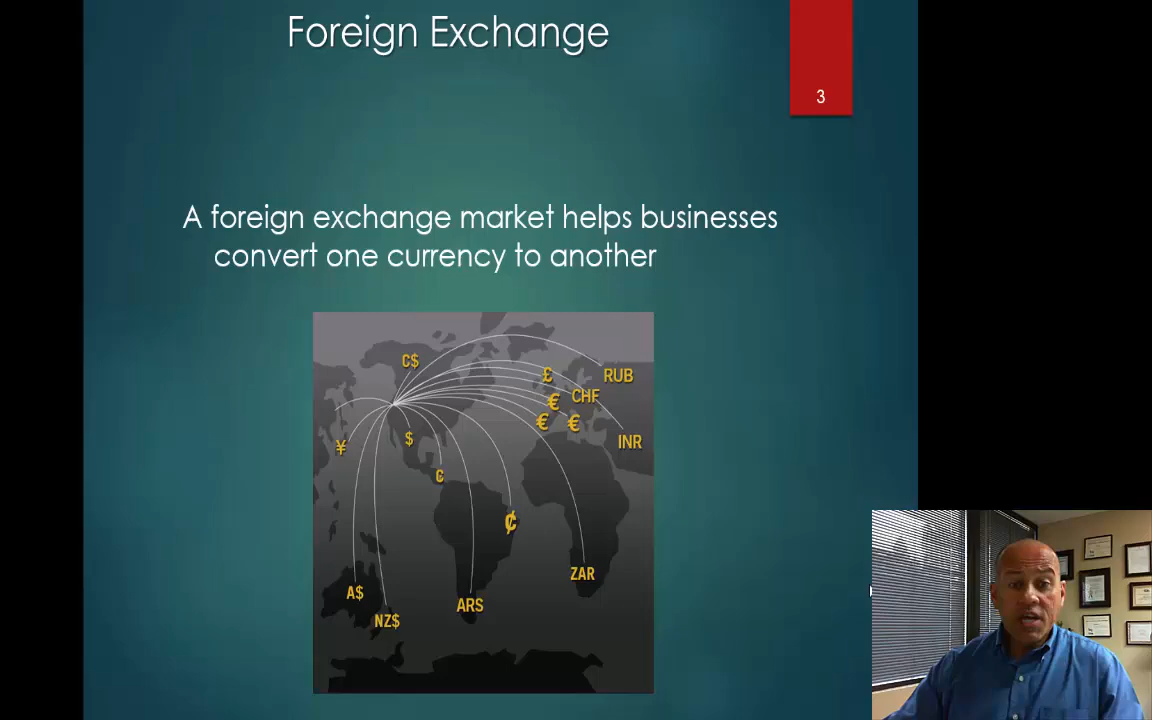 Foreign Exchange
3
A foreign exchange market helps businesses
convert one currency to another
C$
RUB
£
CHF
€
€
€
$
INR
¥
¢
ZAR
A$
ARS
NZ$